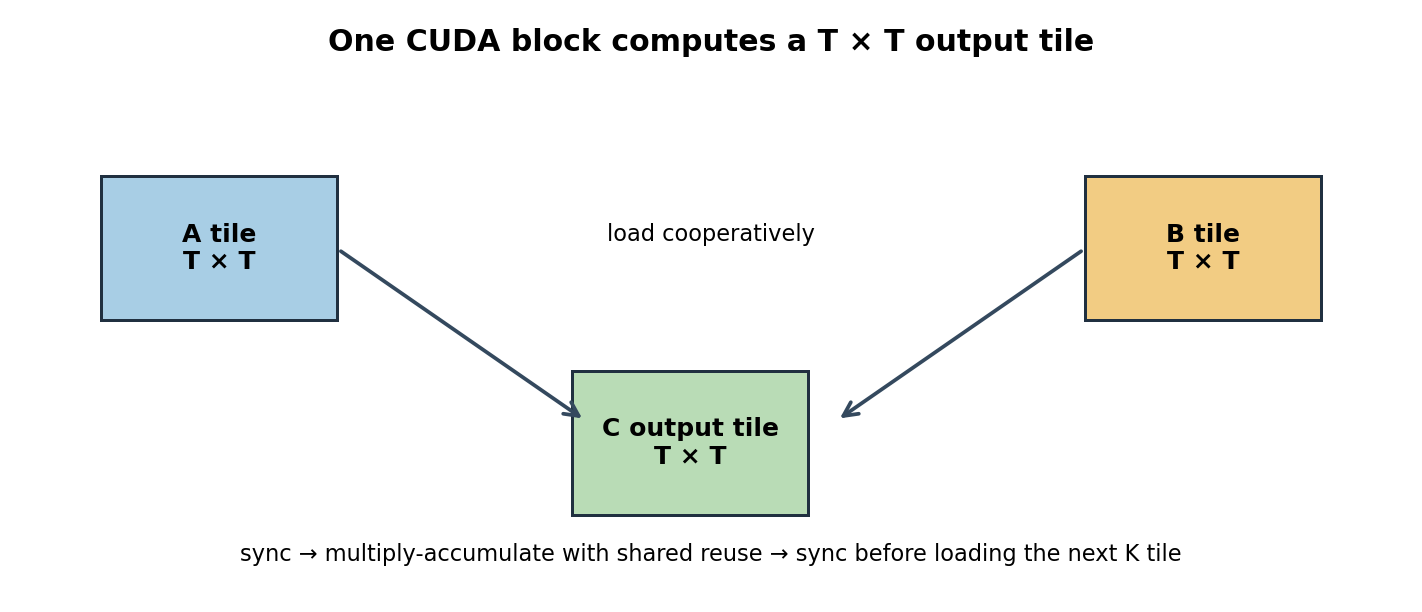 One CUDA block computes a T × T output tile
A tile
T × T
load cooperatively
B tile
T × T
C output tile
T × T
sync → multiply-accumulate with shared reuse → sync before loading the next K tile